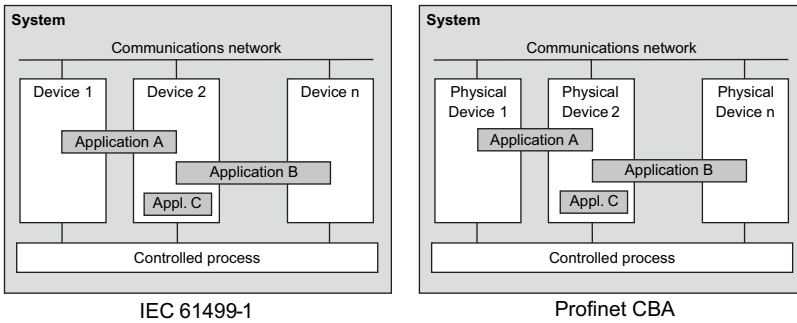 System
Communications network
Device 1
Device 2
Device n
Application A
Application B
Appl. C
Controlled process
IEC 61499-1
System
Communications network
Physical
Device 1
Physical
Device 2
Physical
Device n
Application A
Application B
Appl. C
Controlled process
Profinet CBA